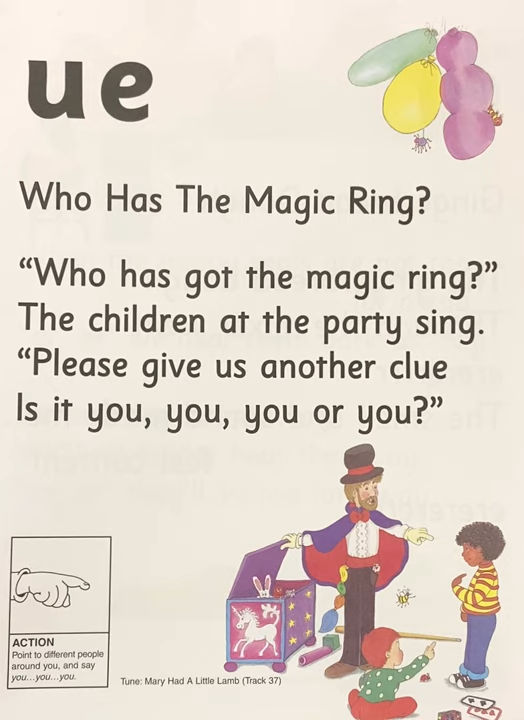 ue
Who Has The Magic Ring?
“Who has got the magic ring?”
The children at the party sing.
“Please give us another clue
Is it you, you, you or you?”
ACTION
Point to different people
around you, and say
you...you...you.
Tune: Mary Had A Little Lamb (Track 37)